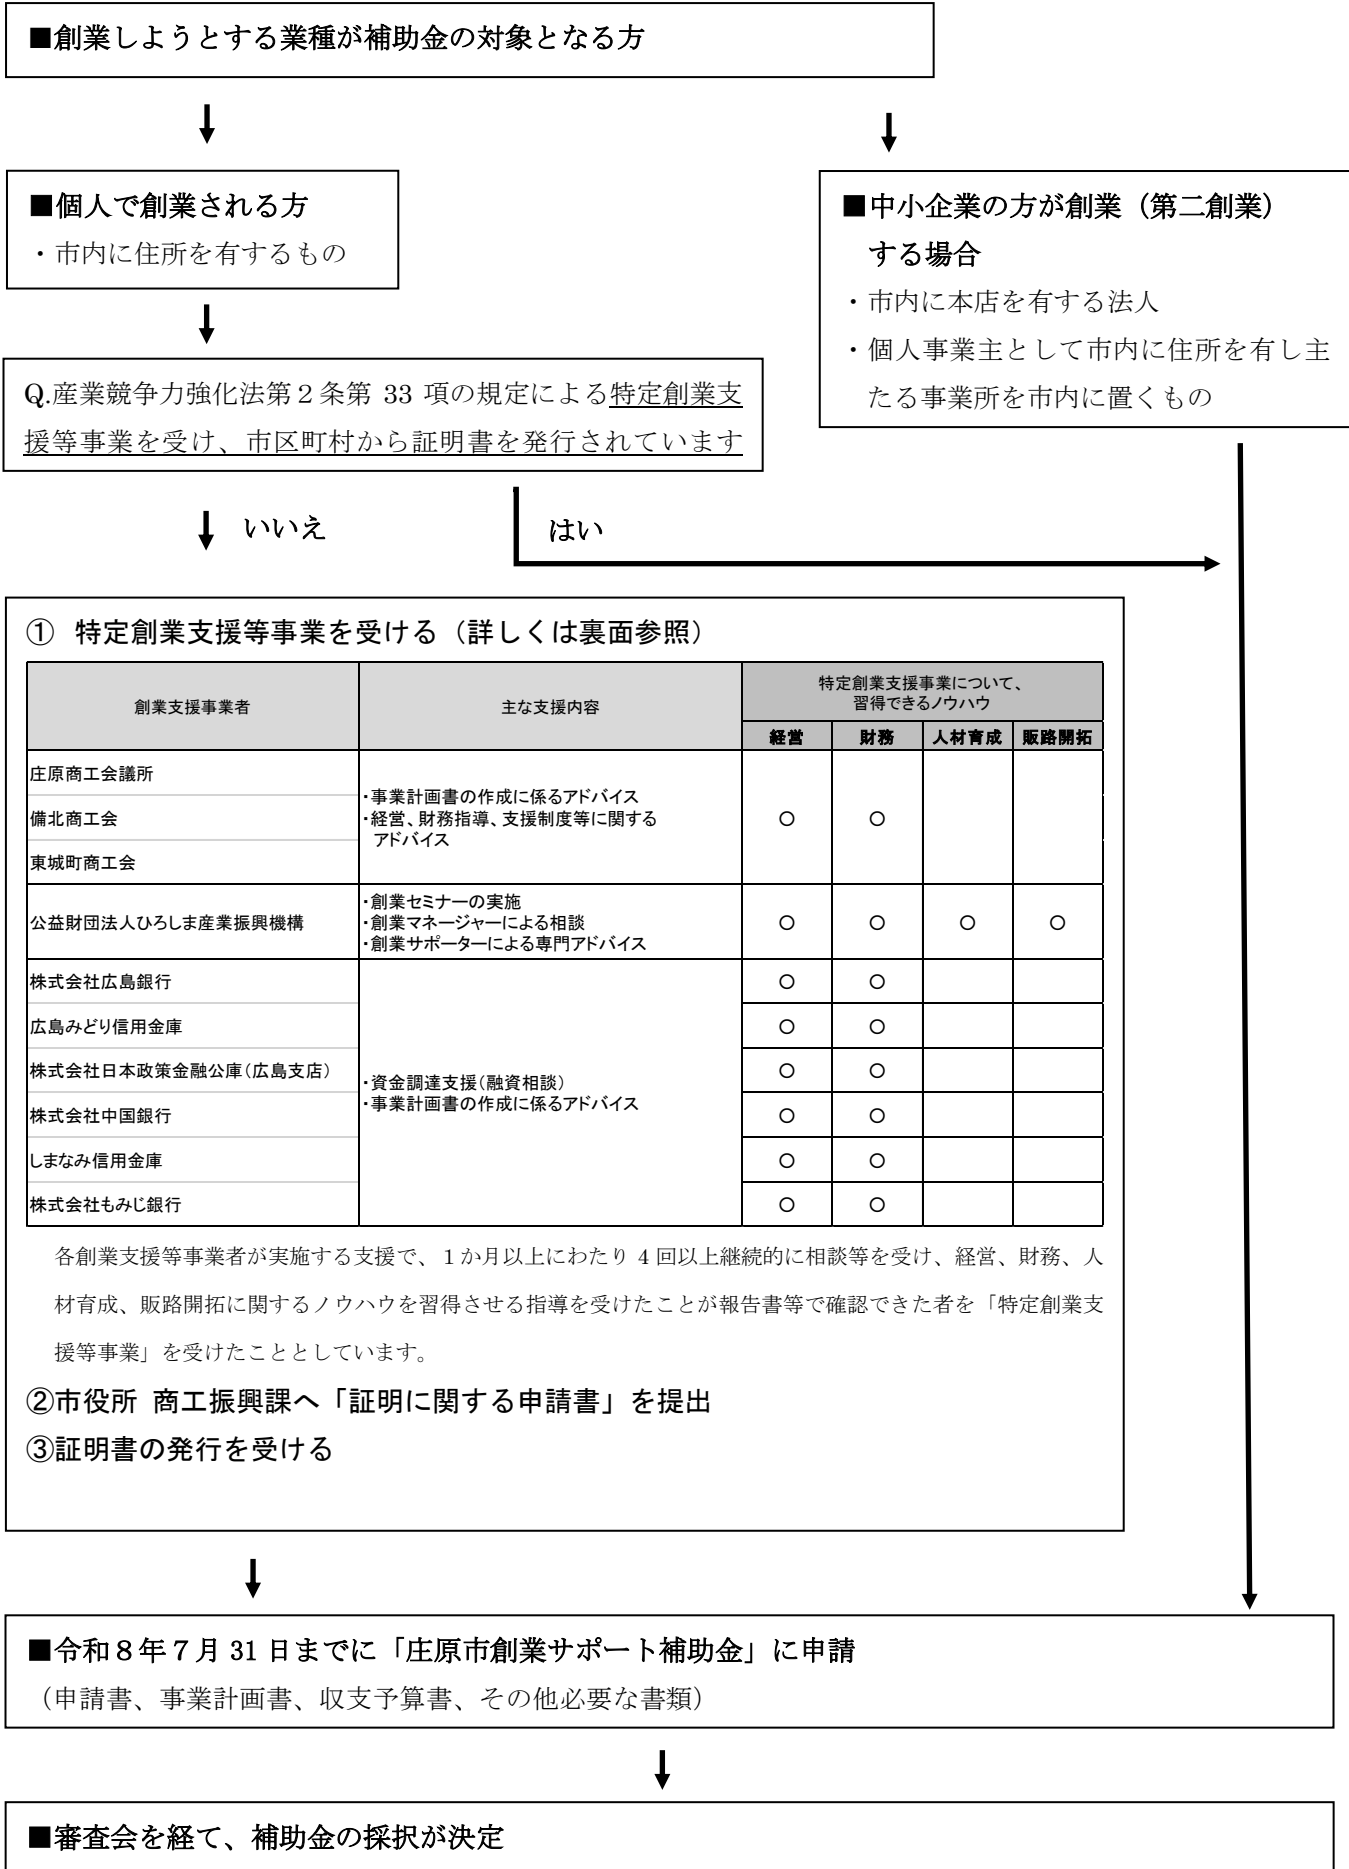 ■創業しようとする業種が補助金の対象となる方
■個人で創業される方
・市内に住所を有するもの
■中小企業の方が創業（第二創業）
する場合
・市内に本店を有する法人
・個人事業主として市内に住所を有し主
たる事業所を市内に置くもの
Q.産業競争力強化法第２条第 33 項の規定による特定創業支
援等事業を受け、市区町村から証明書を発行されています
いいえ
はい
① 特定創業支援等事業を受ける（詳しくは裏面参照）
創業支援事業者
主な支援内容
特定創業支援事業について、
習得できるノウハウ
経営 財務 人材育成 販路開拓
庄原商工会議所
備北商工会
東城町商工会
・事業計画書の作成に係るアドバイス
・経営、財務指導、支援制度等に関する
アドバイス
○ ○
公益財団法人ひろしま産業振興機構
・創業セミナーの実施
・創業マネージャーによる相談
・創業サポーターによる専門アドバイス
○ ○ ○ ○
株式会社広島銀行 ○ ○
広島みどり信用金庫 ○ ○
株式会社日本政策金融公庫（広島支店） ○ ○
・資金調達支援（融資相談）
・事業計画書の作成に係るアドバイス
株式会社中国銀行 ○ ○
しまなみ信用金庫 ○ ○
株式会社もみじ銀行 ○ ○
各創業支援等事業者が実施する支援で、１か月以上にわたり 4 回以上継続的に相談等を受け、経営、財務、人
材育成、販路開拓に関するノウハウを習得させる指導を受けたことが報告書等で確認できた者を「特定創業支
援等事業」を受けたこととしています。
②市役所 商工振興課へ「証明に関する申請書」を提出
③証明書の発行を受ける
■令和８年７月 31 日までに「庄原市創業サポート補助金」に申請
（申請書、事業計画書、収支予算書、その他必要な書類）
■審査会を経て、補助金の採択が決定